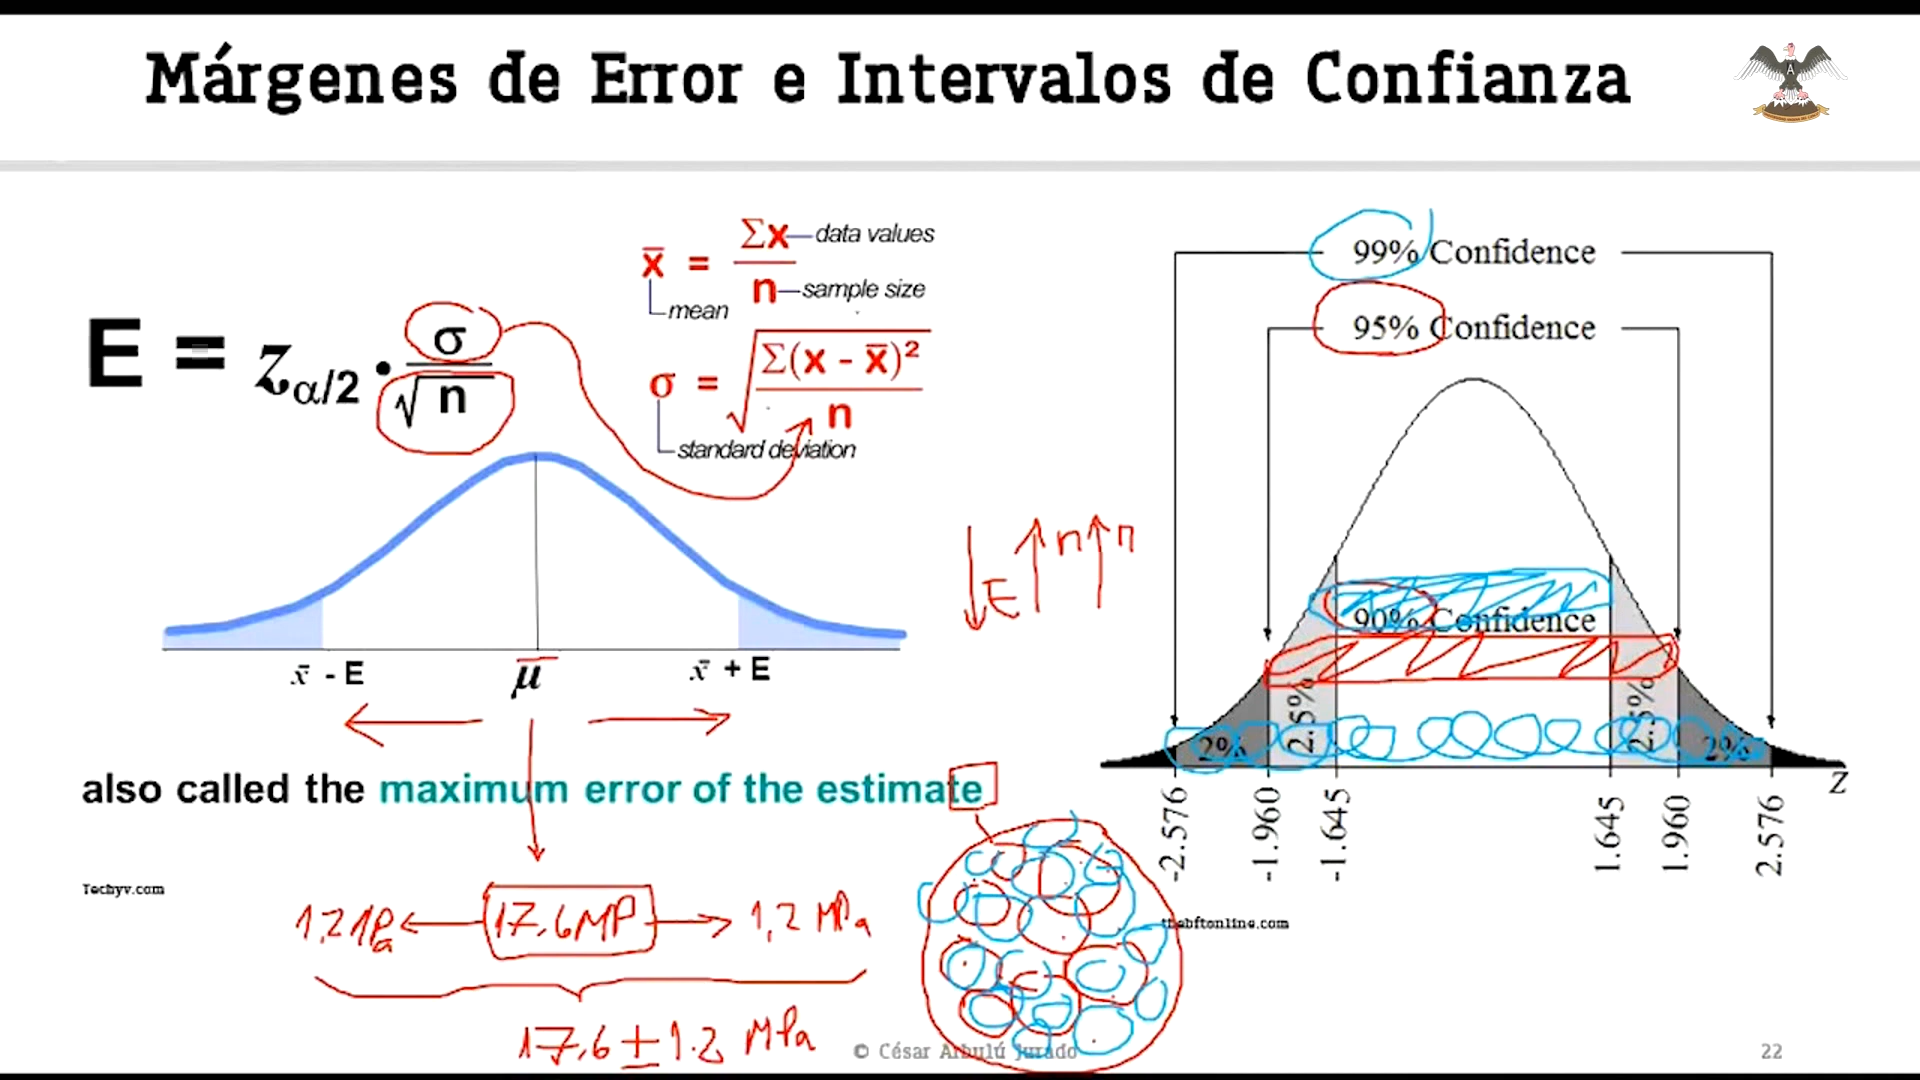 Márgenes de Error e Intervalos de Confianza
A
x̄ = Σx / n
data values
sample size
mean
E = z α/2 • σ / √n
σ = √ Σ(x - x̄)² / n
standard deviation
x̄ - E
μ
x̄ + E
↓E ↑n ↑n
also called the maximum error of the estimate
Techyv.com
1,2 MPa ← 17,6 MP → 1,2 MPa
17,6 ± 1.2 MPa
99% Confidence
95% Confidence
90% Confidence
2% 2.5% 2.5% 2%
-2.576 -1.960 -1.645 1.645 1.960 2.576 Z
thebftonline.com
© César Arbulú Jurado
22